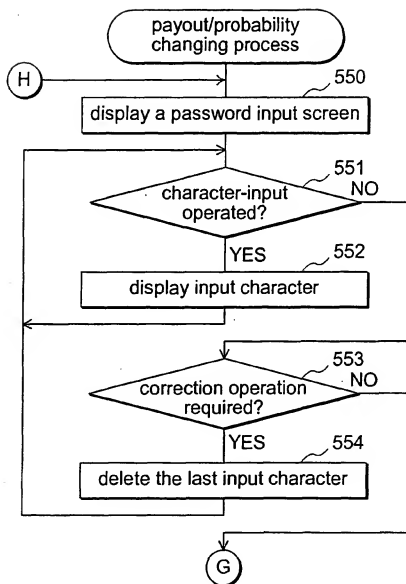 payout/probability
changing process
H
550
display a password input screen
551
character-input
operated?
NO
YES
552
display input character
553
correction operation
required?
NO
YES
554
delete the last input character
G